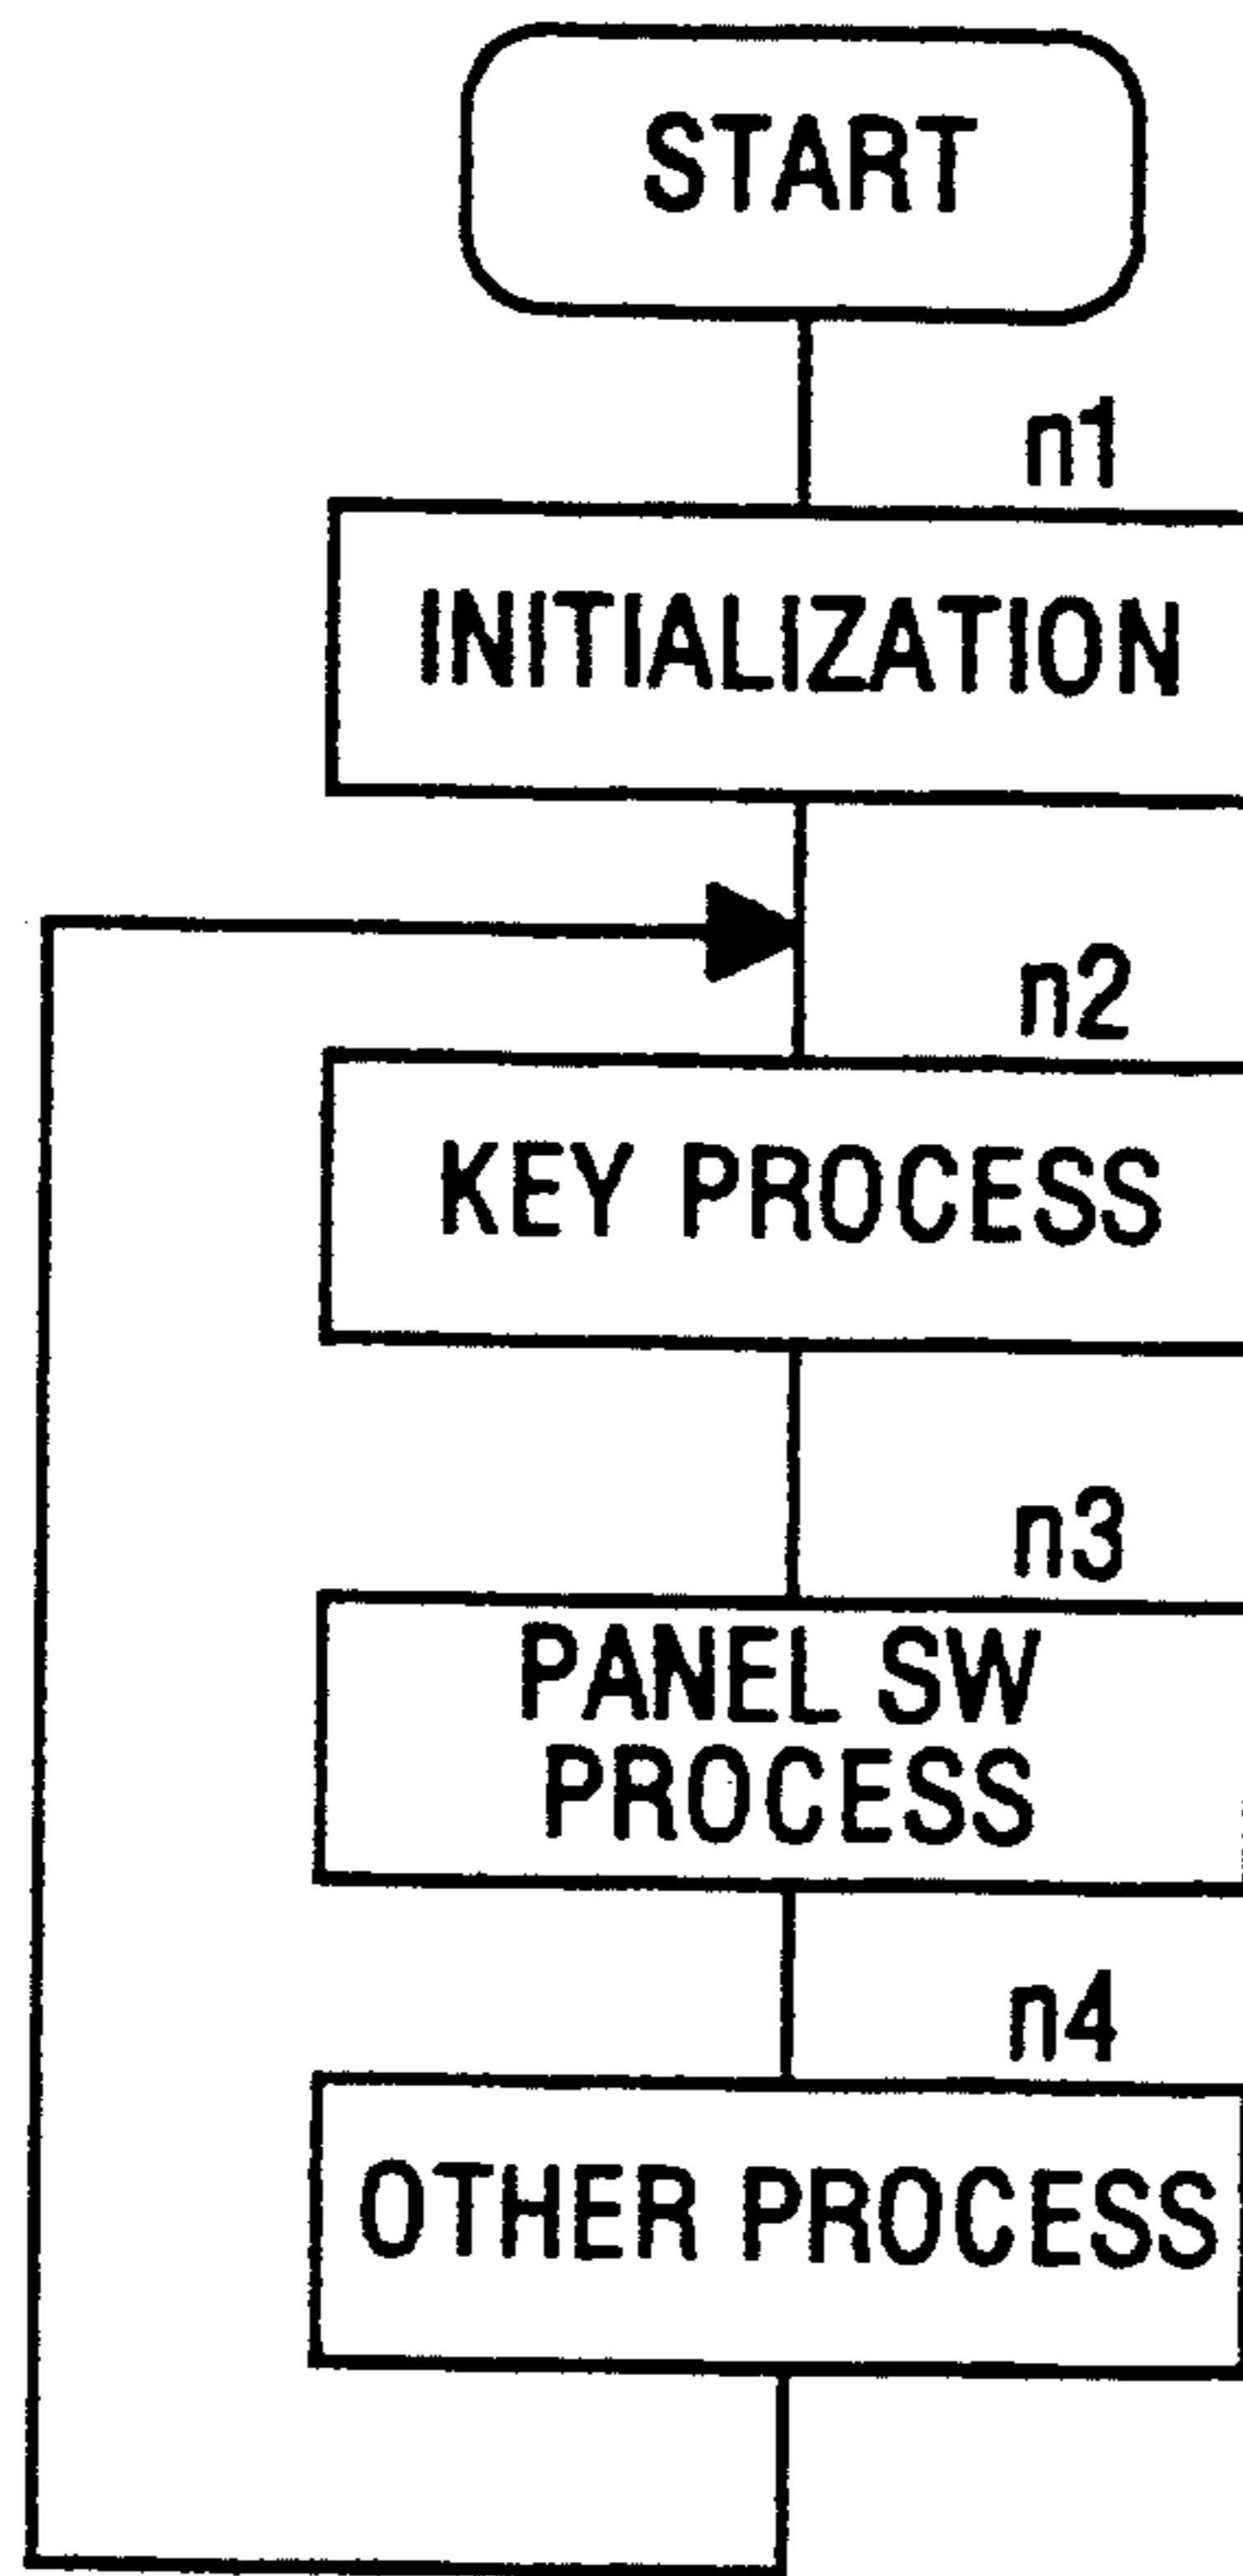 START
n1
INITIALIZATION
n2
KEY PROCESS
n3
PANEL SW
PROCESS
n4
OTHER PROCESS